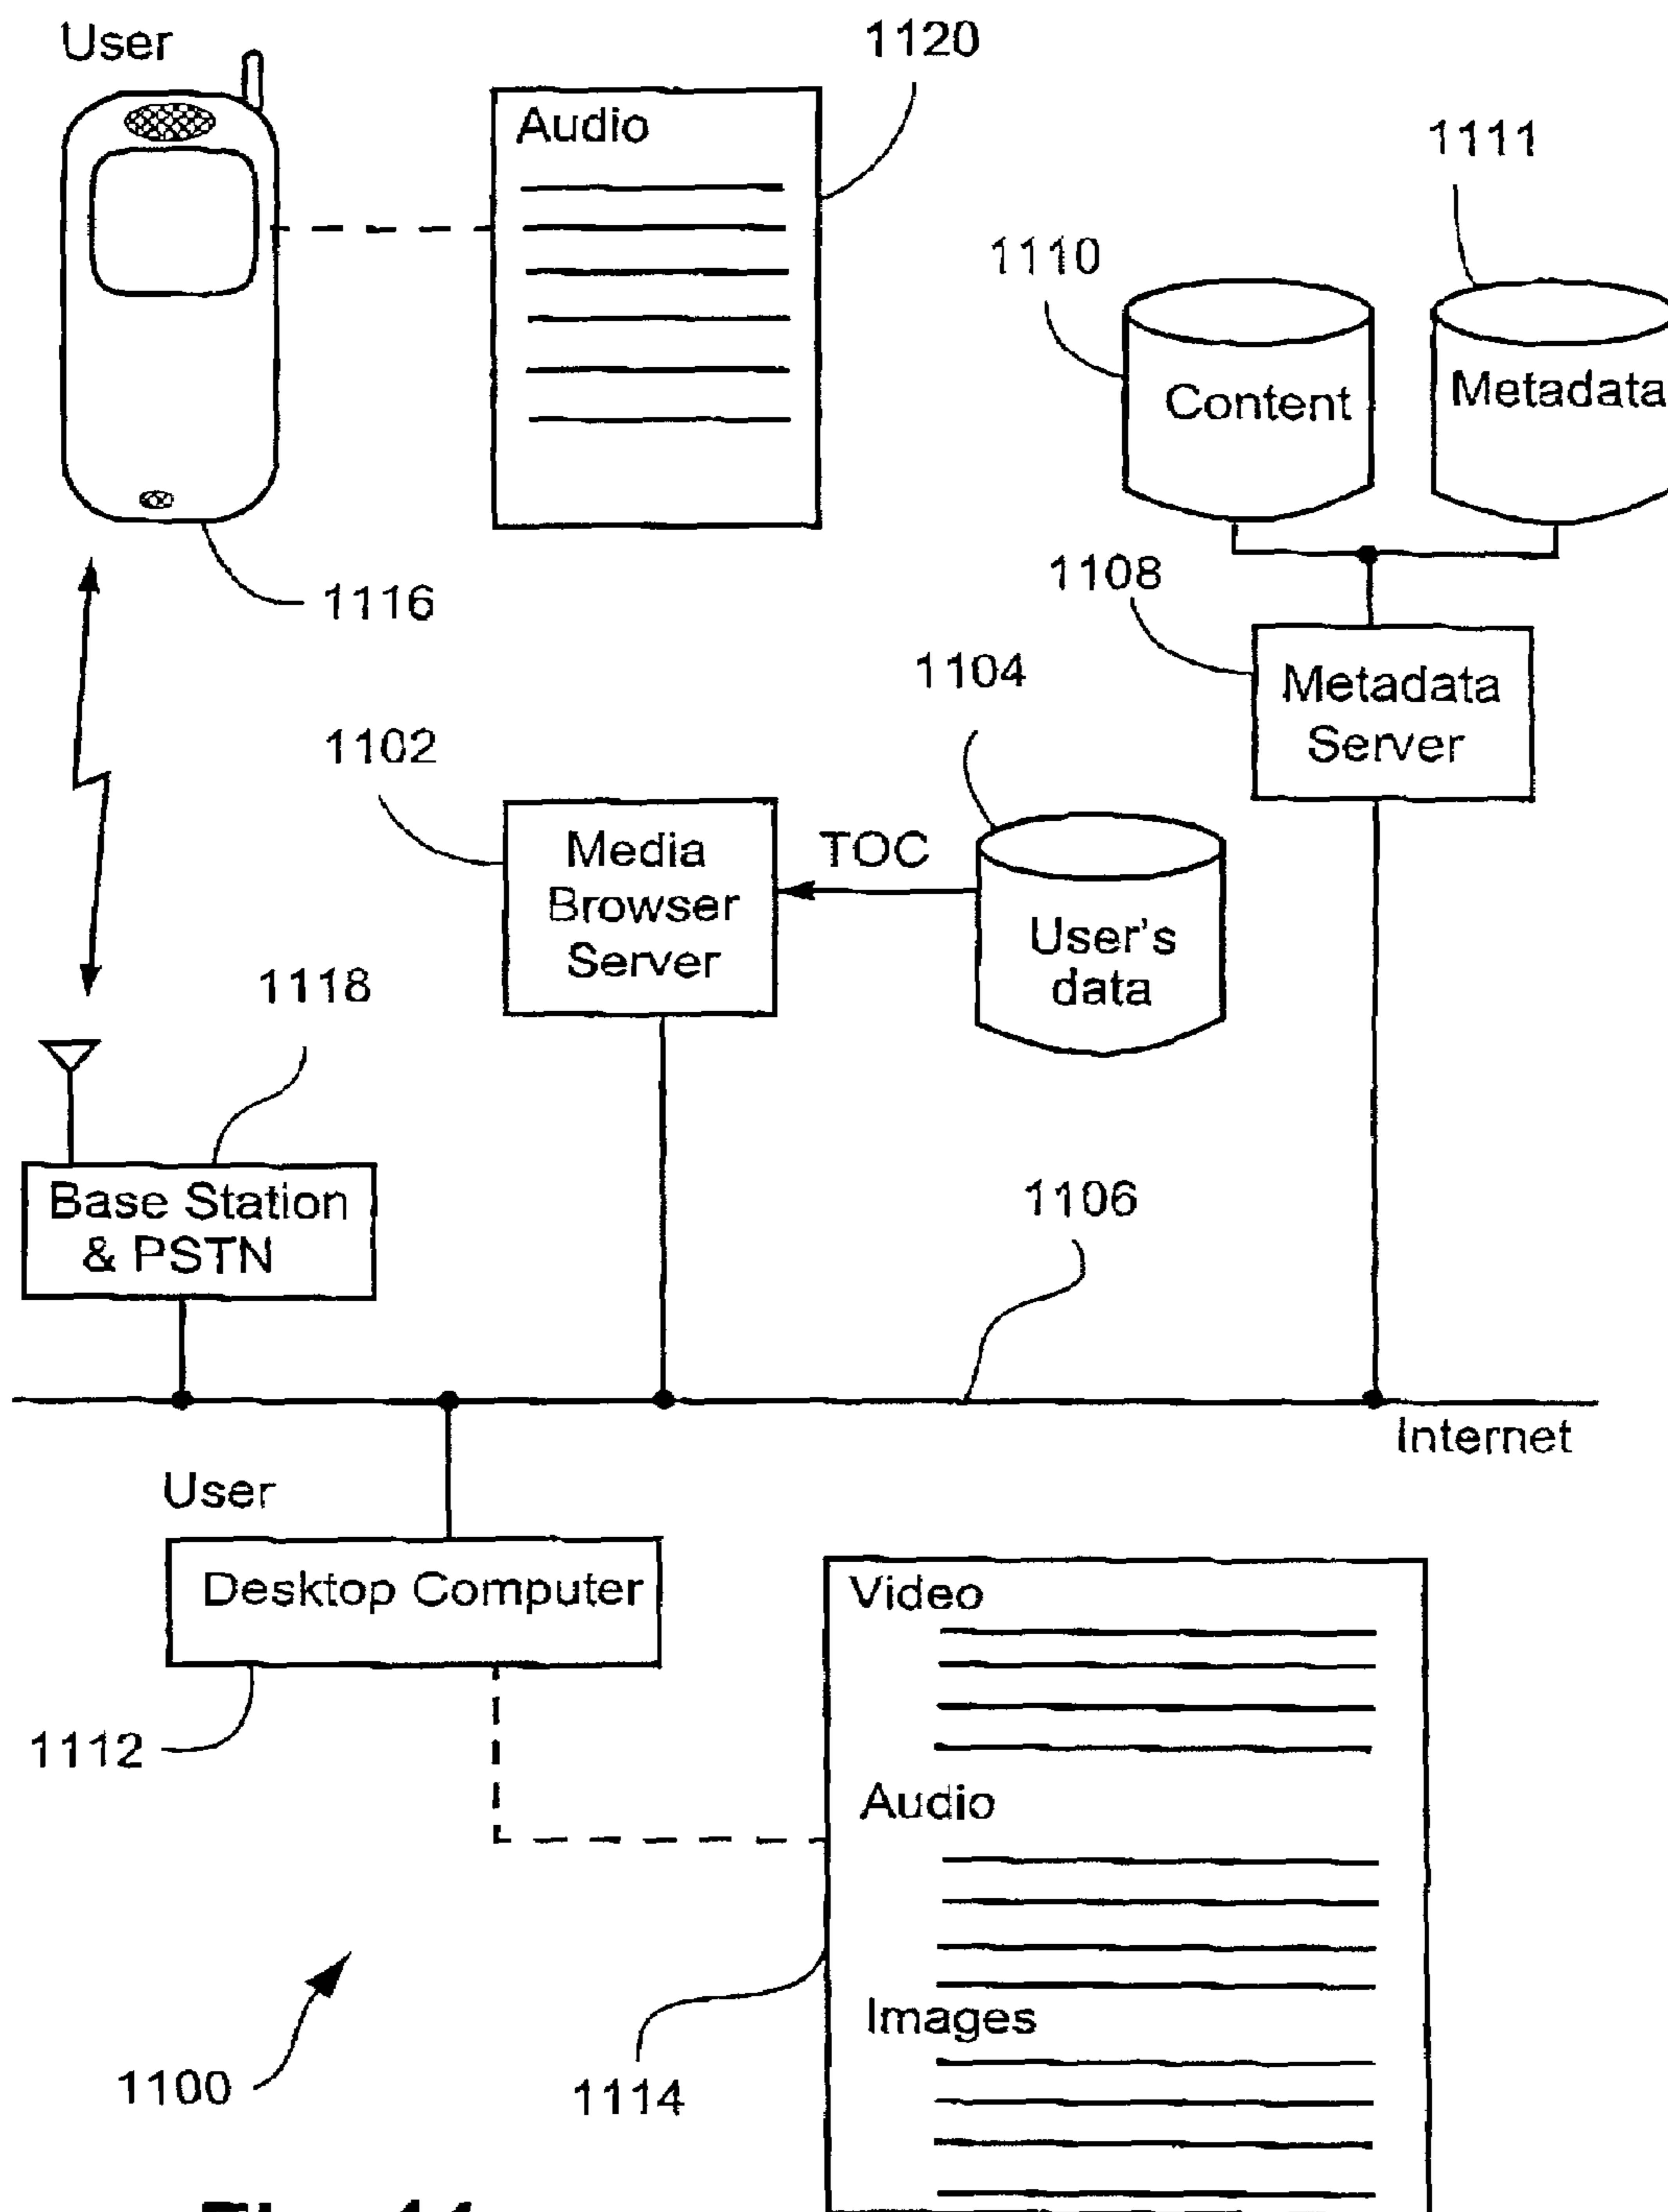 User
1120
Audio
1111
1110
Content
Metadata
1116
1108
Metadata
Server
1104
1102
Media
Browser
Server
TOC
User's
data
1118
Base Station
& PSTN
1106
Internet
User
Desktop Computer
1112
Video
Audio
Images
1100
1114